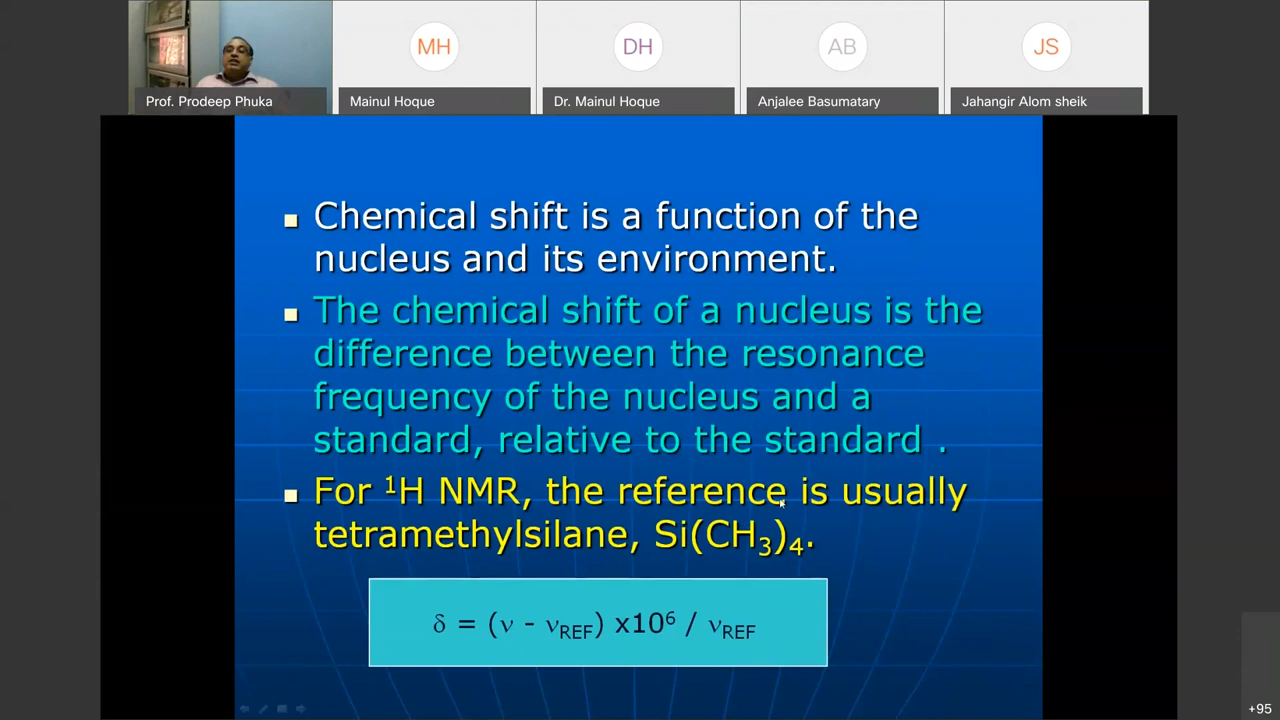 MH
DH
AB
JS
Prof. Prodeep Phuka
Mainul Hoque
Dr. Mainul Hoque
Anjalee Basumatary
Jahangir Alom sheik
Chemical shift is a function of the
nucleus and its environment.
The chemical shift of a nucleus is the
difference between the resonance
frequency of the nucleus and a
standard, relative to the standard .
For ¹H NMR, the reference is usually
tetramethylsilane, Si(CH₃)₄.
δ = (ν - ν_REF) x10⁶ / ν_REF
+95